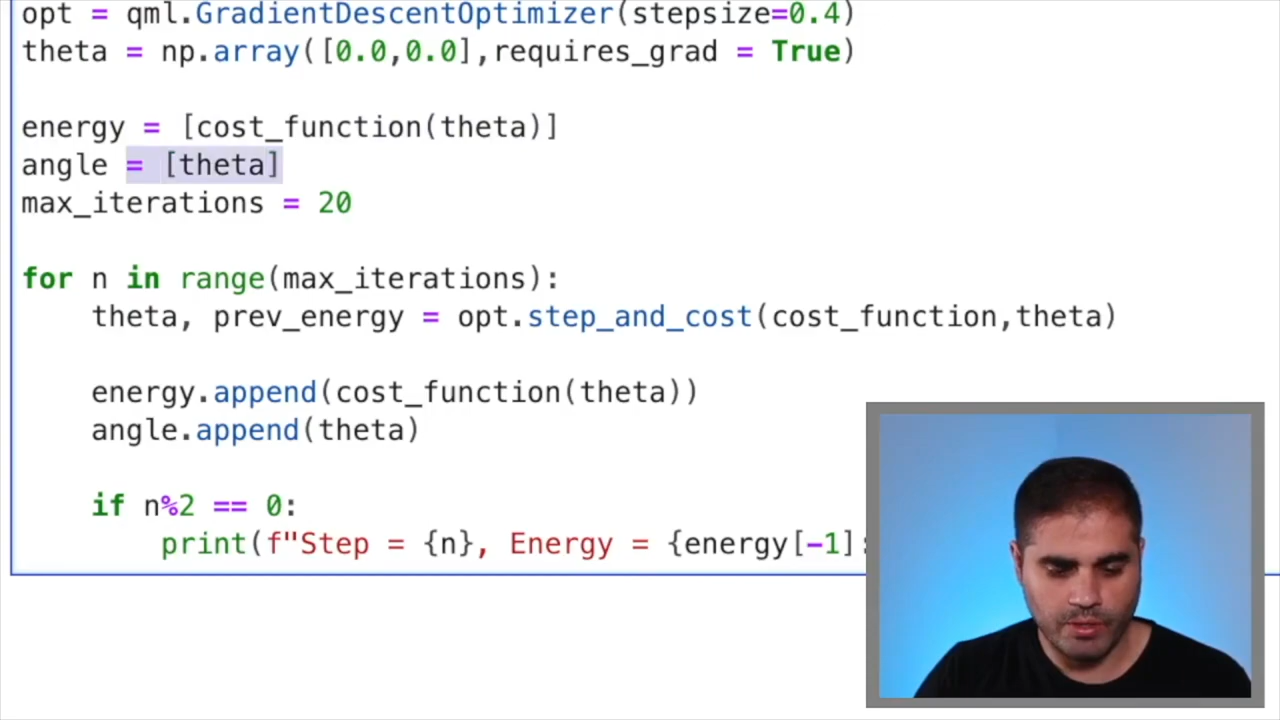 opt = qml.GradientDescentOptimizer(stepsize=0.4)
theta = np.array([0.0,0.0],requires_grad = True)
energy = [cost_function(theta)]
angle = [theta]
max_iterations = 20
for n in range(max_iterations):
theta, prev_energy = opt.step_and_cost(cost_function,theta)
energy.append(cost_function(theta))
angle.append(theta)
if n%2 == 0:
print(f"Step = {n}, Energy = {energy[-1]: